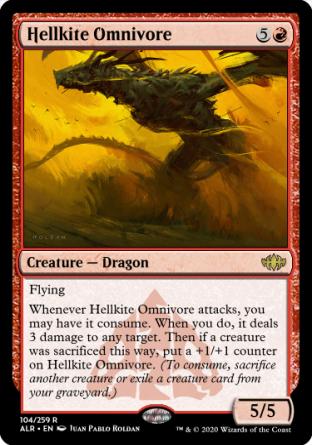 Hellkite Omnivore 5
ROLDAN
Creature — Dragon
Flying
Whenever Hellkite Omnivore attacks, you
may have it consume. When you do, it deals
3 damage to any target. Then if a creature
was sacrificed this way, put a +1/+1 counter
on Hellkite Omnivore. (To consume, sacrifice
another creature or exile a creature card from
your graveyard.)
5/5
104/259 R
ALR • EN Juan Pablo Roldan ™ & © 2020 Wizards of the Coast